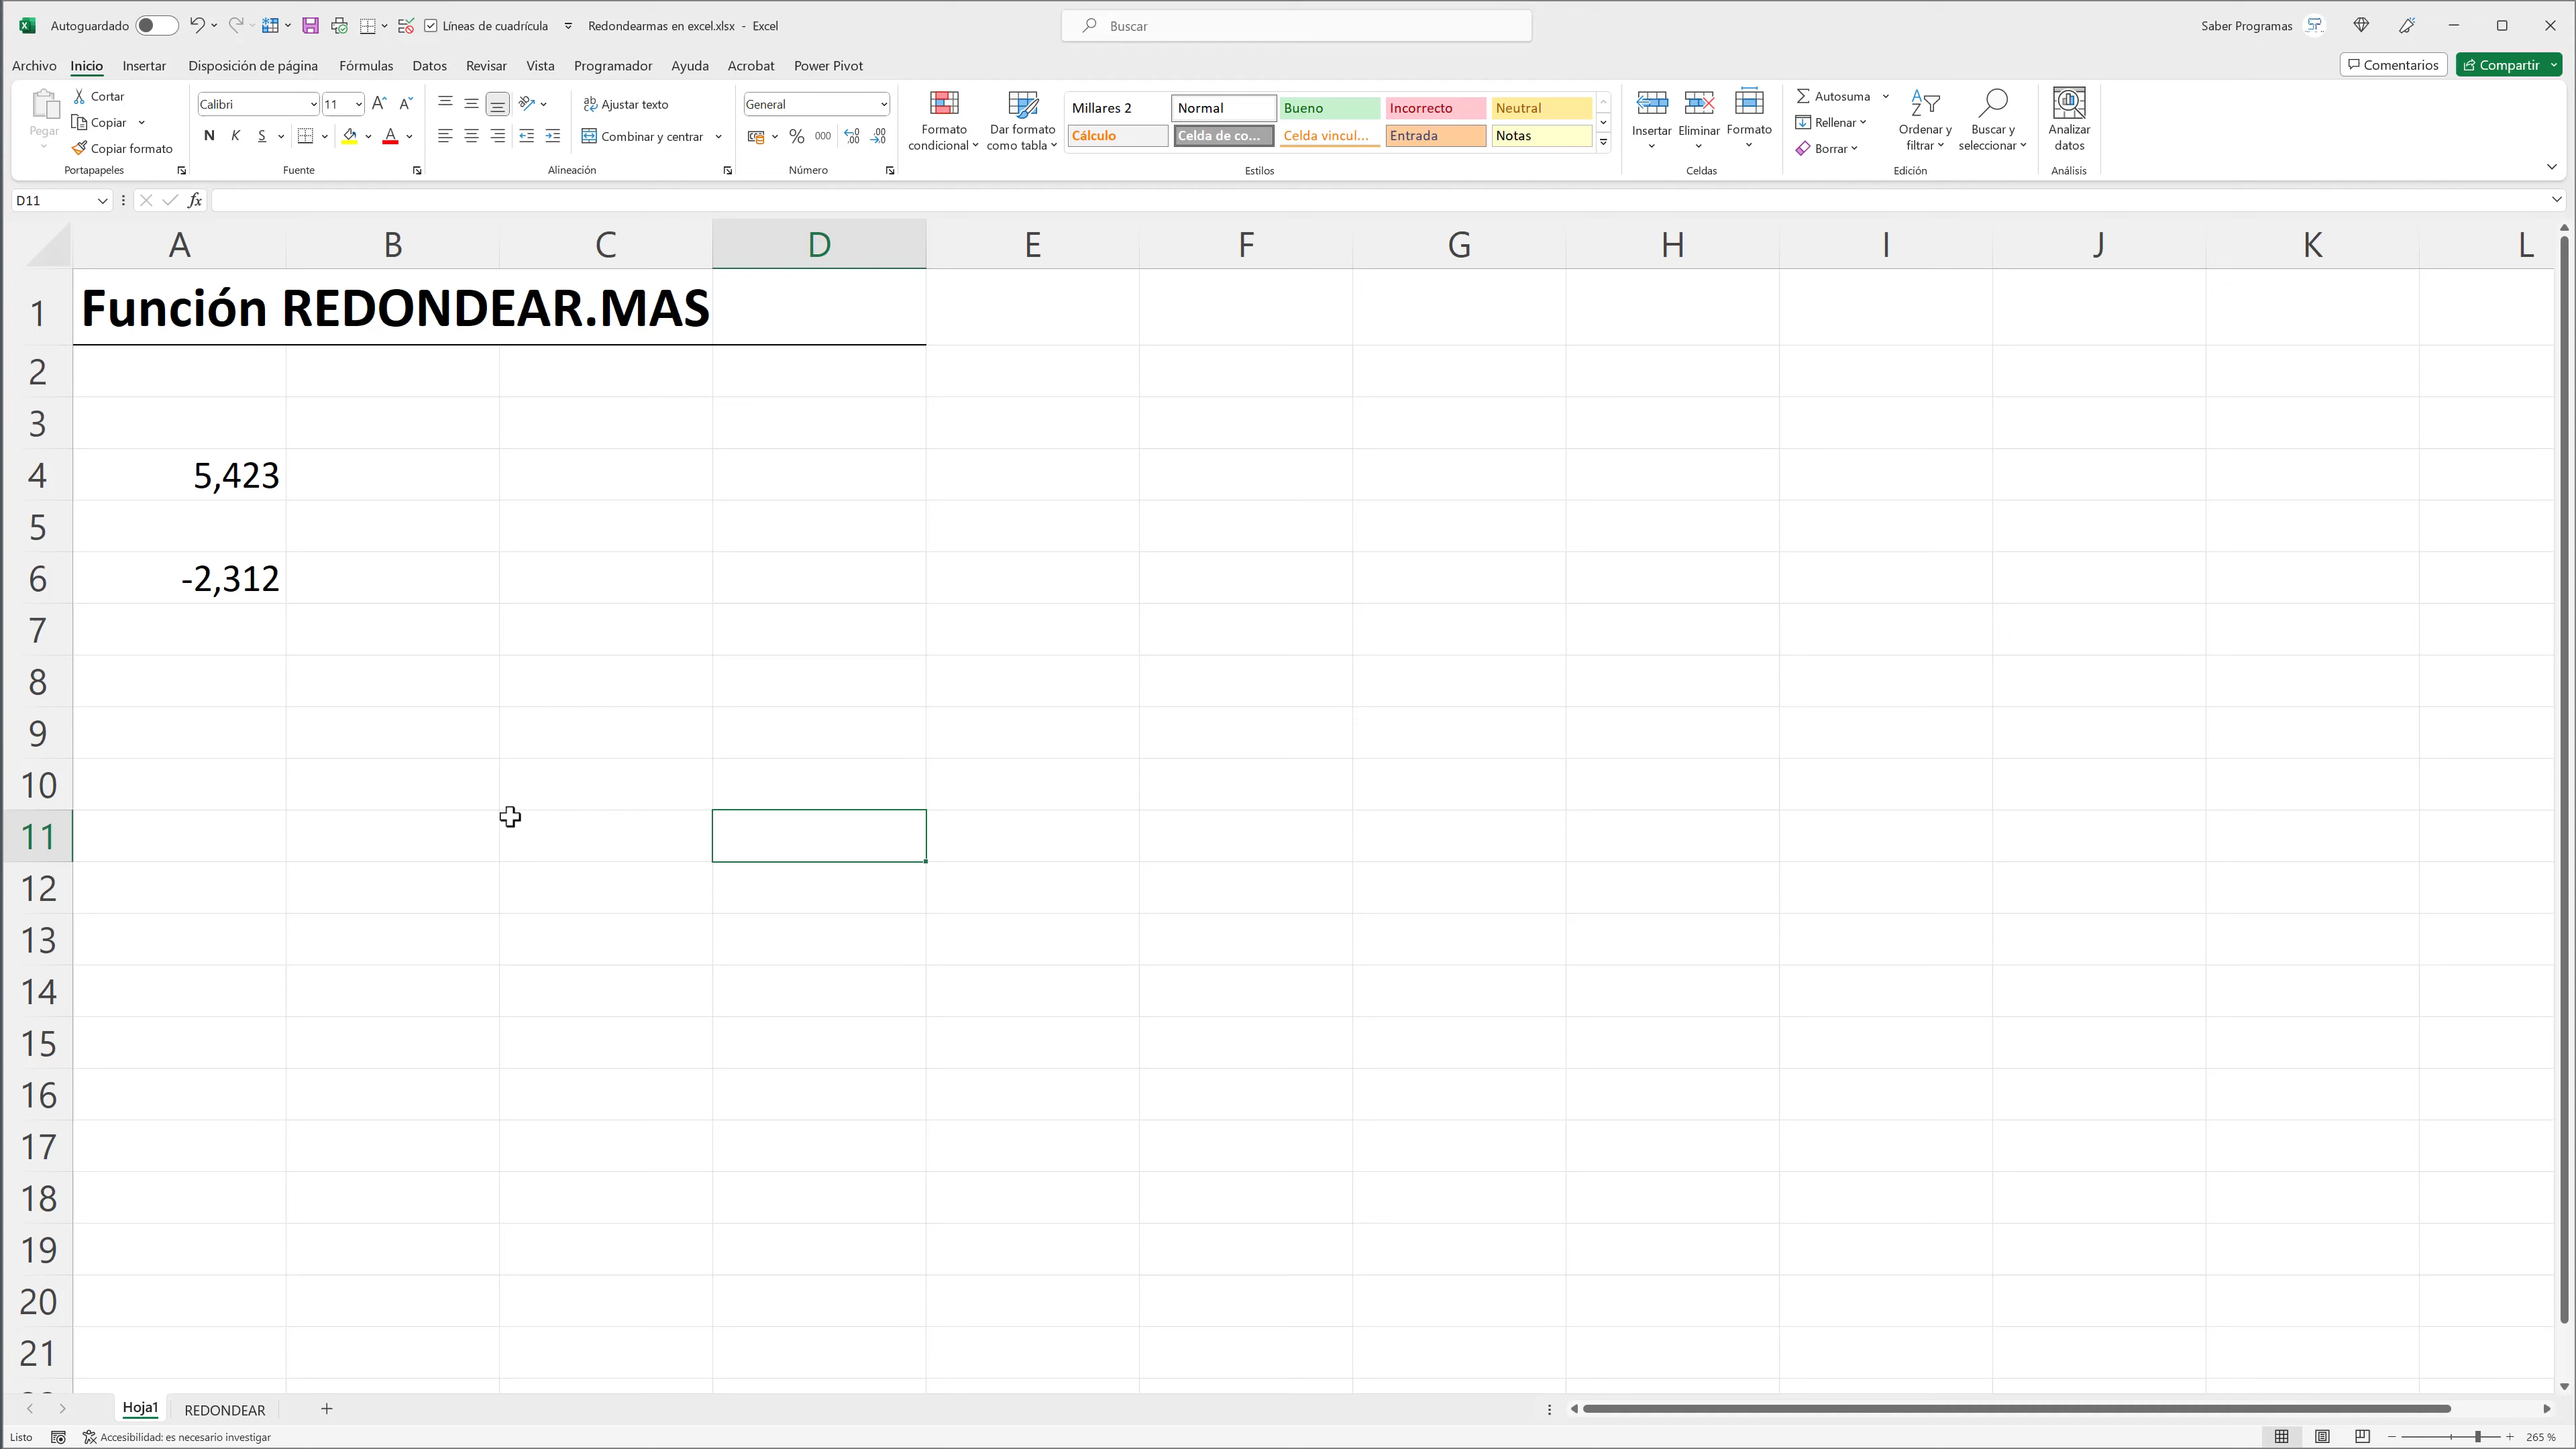 Autoguardado Líneas de cuadrícula Redondearmas en excel.xlsx - Excel Buscar Saber Programas
Archivo Inicio Insertar Disposición de página Fórmulas Datos Revisar Vista Programador Ayuda Acrobat Power Pivot Comentarios Compartir
Pegar
Cortar
Copiar
Copiar formato
Portapapeles
Calibri 11
N K S
Fuente
Ajustar texto
Combinar y centrar
Alineación
General
% 000
Número
Formato condicional
Dar formato como tabla
Millares 2 Normal Bueno Incorrecto Neutral
Cálculo Celda de co... Celda vincul... Entrada Notas
Estilos
Insertar Eliminar Formato
Celdas
Autosuma
Rellenar
Borrar
Ordenar y filtrar
Buscar y seleccionar
Edición
Analizar datos
Análisis
D11 fx
A B C D E F G H I J K L
1 Función REDONDEAR.MAS
2
3
4 5,423
5
6 -2,312
7
8
9
10
11
12
13
14
15
16
17
18
19
20
21
Hoja1 REDONDEAR
Listo Accesibilidad: es necesario investigar 265 %